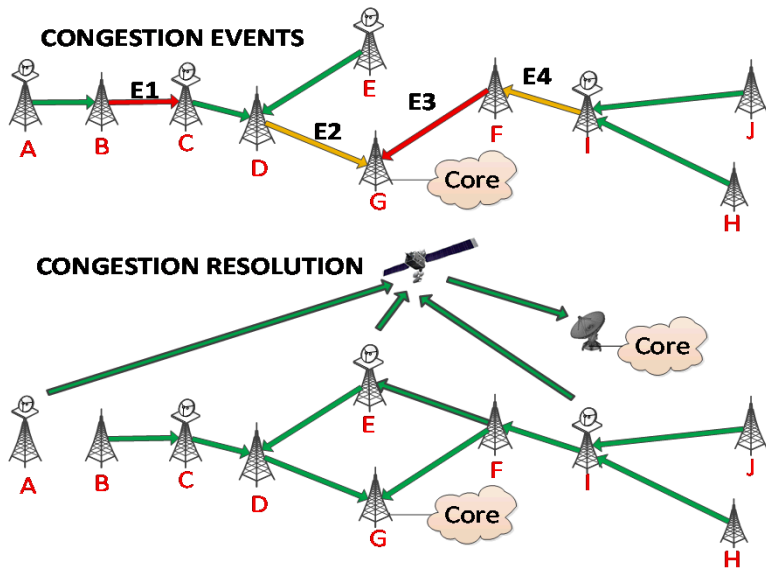 CONGESTION EVENTS
E
E1
E2
E3
E4
A
B
C
D
G
Core
F
I
J
H
CONGESTION RESOLUTION
Core
A
B
C
D
E
F
G
Core
I
J
H